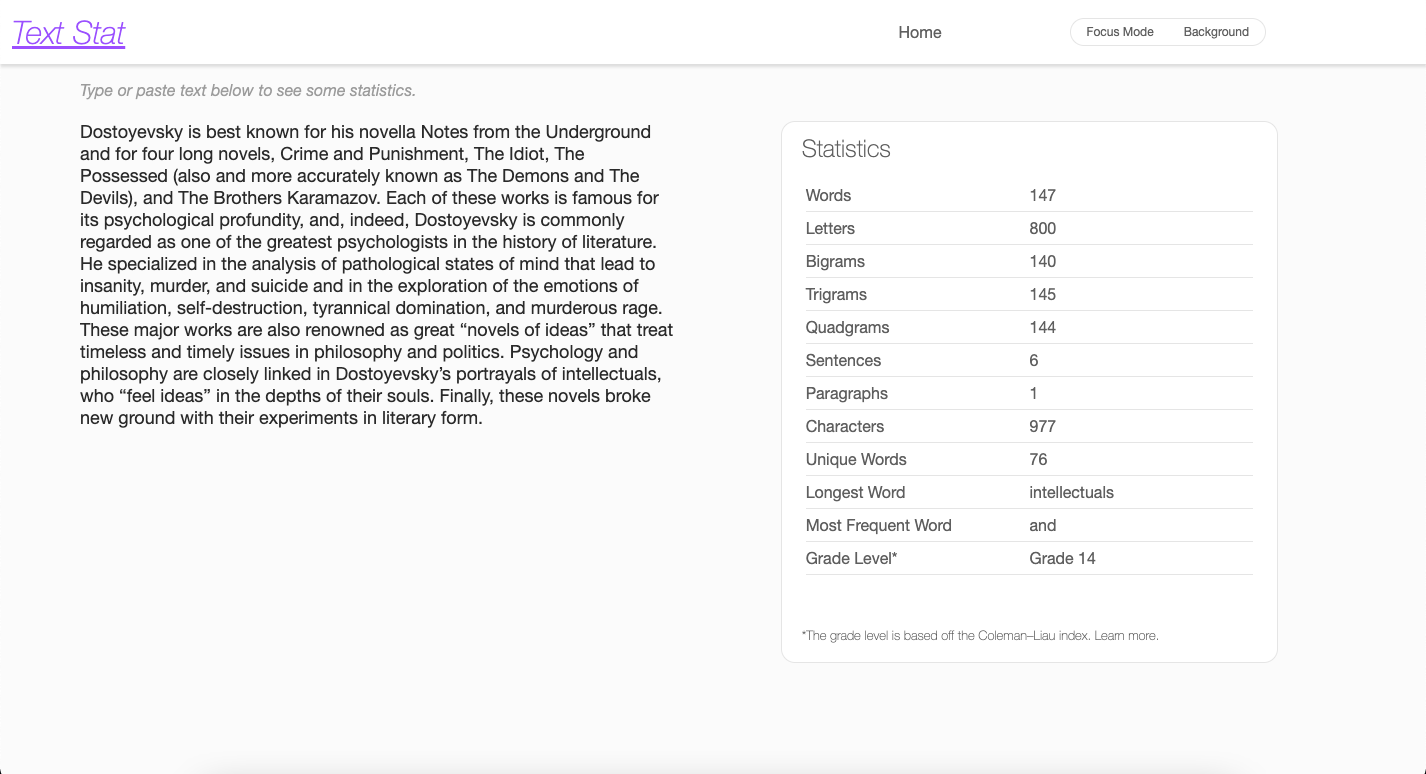 Text Stat
Home
Focus Mode
Background
Type or paste text below to see some statistics.
Dostoyevsky is best known for his novella Notes from the Underground
and for four long novels, Crime and Punishment, The Idiot, The
Possessed (also and more accurately known as The Demons and The
Devils), and The Brothers Karamazov. Each of these works is famous for
its psychological profundity, and, indeed, Dostoyevsky is commonly
regarded as one of the greatest psychologists in the history of literature.
He specialized in the analysis of pathological states of mind that lead to
insanity, murder, and suicide and in the exploration of the emotions of
humiliation, self-destruction, tyrannical domination, and murderous rage.
These major works are also renowned as great “novels of ideas” that treat
timeless and timely issues in philosophy and politics. Psychology and
philosophy are closely linked in Dostoyevsky’s portrayals of intellectuals,
who “feel ideas” in the depths of their souls. Finally, these novels broke
new ground with their experiments in literary form.
Statistics
Words 147
Letters 800
Bigrams 140
Trigrams 145
Quadgrams 144
Sentences 6
Paragraphs 1
Characters 977
Unique Words 76
Longest Word intellectuals
Most Frequent Word and
Grade Level* Grade 14
*The grade level is based off the Coleman–Liau index. Learn more.